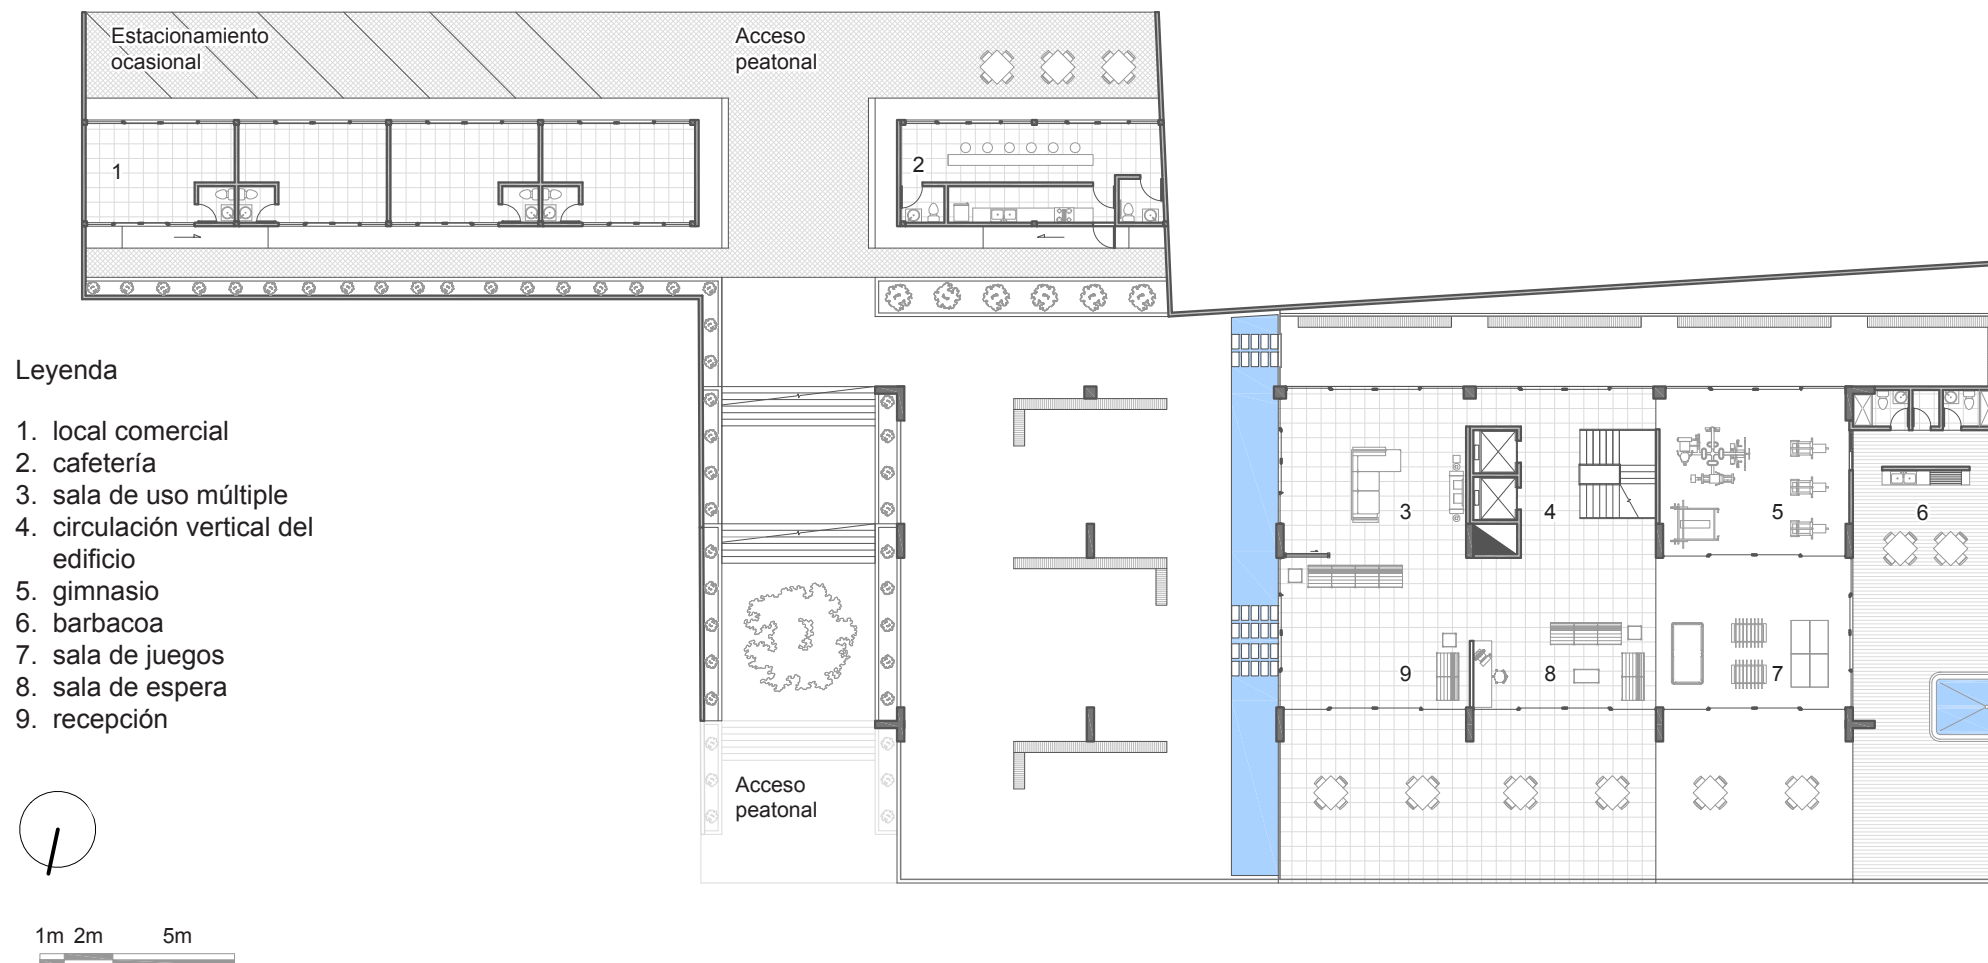 Estacionamiento
ocasional
Acceso
peatonal
1
2
Leyenda
1. local comercial
2. cafetería
3. sala de uso múltiple
4. circulación vertical del
edificio
5. gimnasio
6. barbacoa
7. sala de juegos
8. sala de espera
9. recepción
3
4
5
6
9
8
7
Acceso
peatonal
1m 2m 5m